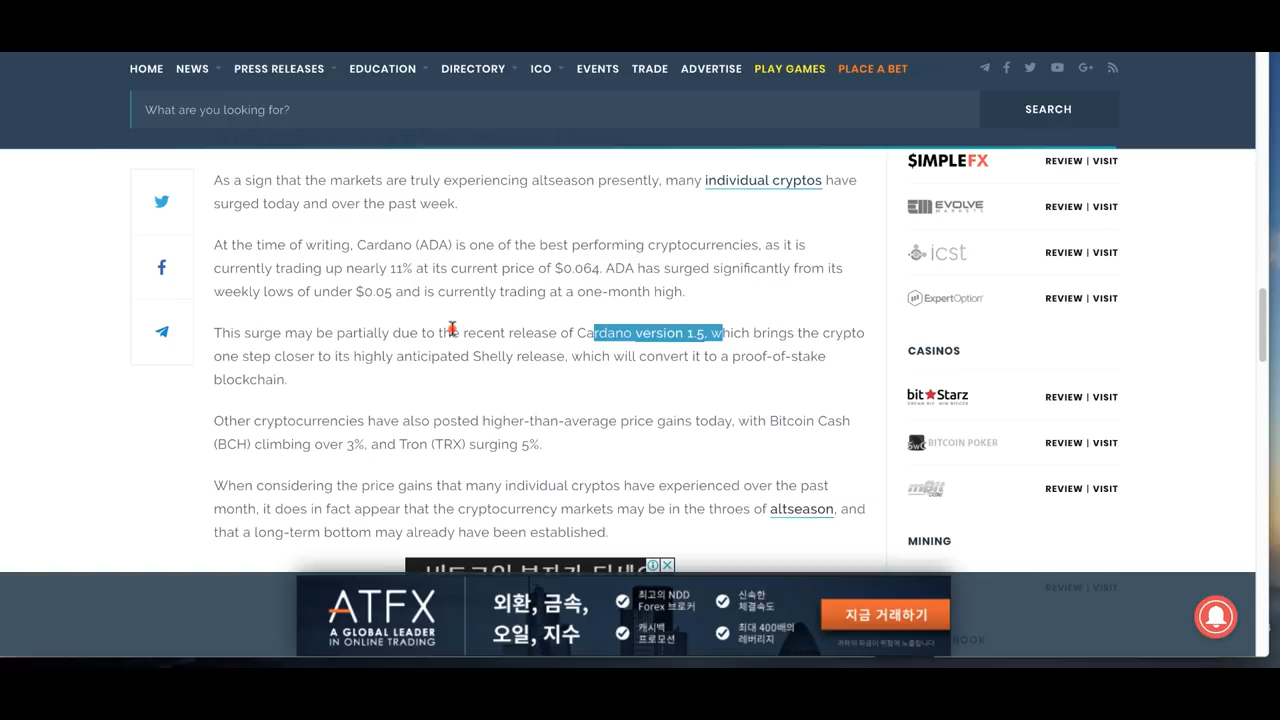 HOME NEWS PRESS RELEASES EDUCATION DIRECTORY ICO EVENTS TRADE ADVERTISE PLAY GAMES PLACE A BET
What are you looking for?
SEARCH
As a sign that the markets are truly experiencing altseason presently, many individual cryptos have
surged today and over the past week.
At the time of writing, Cardano (ADA) is one of the best performing cryptocurrencies, as it is
currently trading up nearly 11% at its current price of $0.064. ADA has surged significantly from its
weekly lows of under $0.05 and is currently trading at a one-month high.
This surge may be partially due to the recent release of Cardano version 1.5, which brings the crypto
one step closer to its highly anticipated Shelly release, which will convert it to a proof-of-stake
blockchain.
Other cryptocurrencies have also posted higher-than-average price gains today, with Bitcoin Cash
(BCH) climbing over 3%, and Tron (TRX) surging 5%.
When considering the price gains that many individual cryptos have experienced over the past
month, it does in fact appear that the cryptocurrency markets may be in the throes of altseason, and
that a long-term bottom may already have been established.
$IMPLEFX REVIEW | VISIT
EVOLVE MARKETS REVIEW | VISIT
icst REVIEW | VISIT
ExpertOption REVIEW | VISIT
CASINOS
bitStarz REVIEW | VISIT
SwC BITCOIN POKER REVIEW | VISIT
mBit REVIEW | VISIT
MINING
REVIEW | VISIT
ATFX
A GLOBAL LEADER
IN ONLINE TRADING
외환, 금속,
오일, 지수
최고의 NDD
Forex 브로커
캐시백
프로모션
신속한
체결속도
최대 400배의
레버리지
지금 거래하기